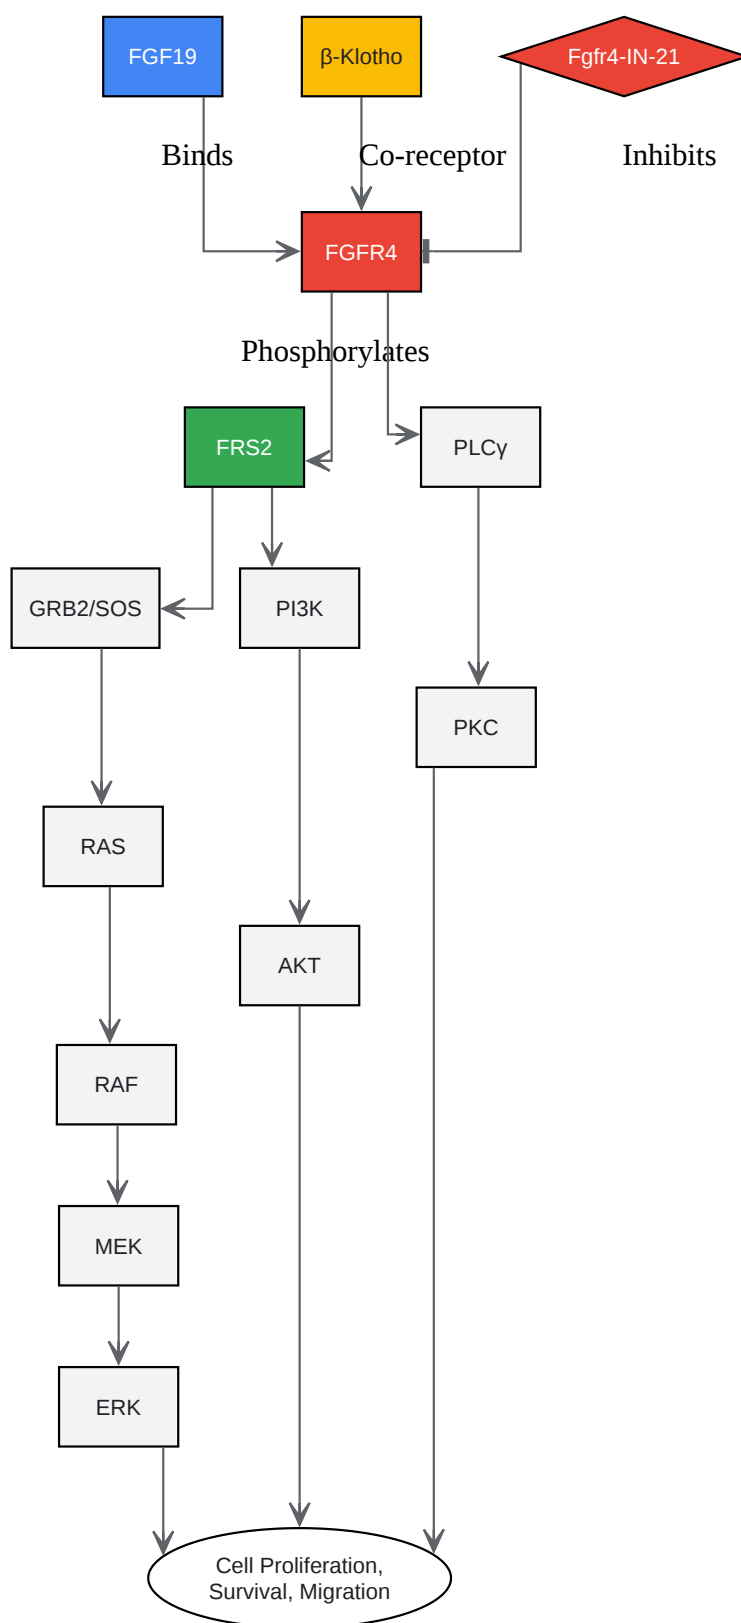 FGF19
β-Klotho
Fgfr4-IN-21
Binds
Co-receptor
Inhibits
FGFR4
Phosphorylates
FRS2
PLCγ
GRB2/SOS
PI3K
PKC
RAS
AKT
RAF
MEK
ERK
Cell Proliferation,
Survival, Migration